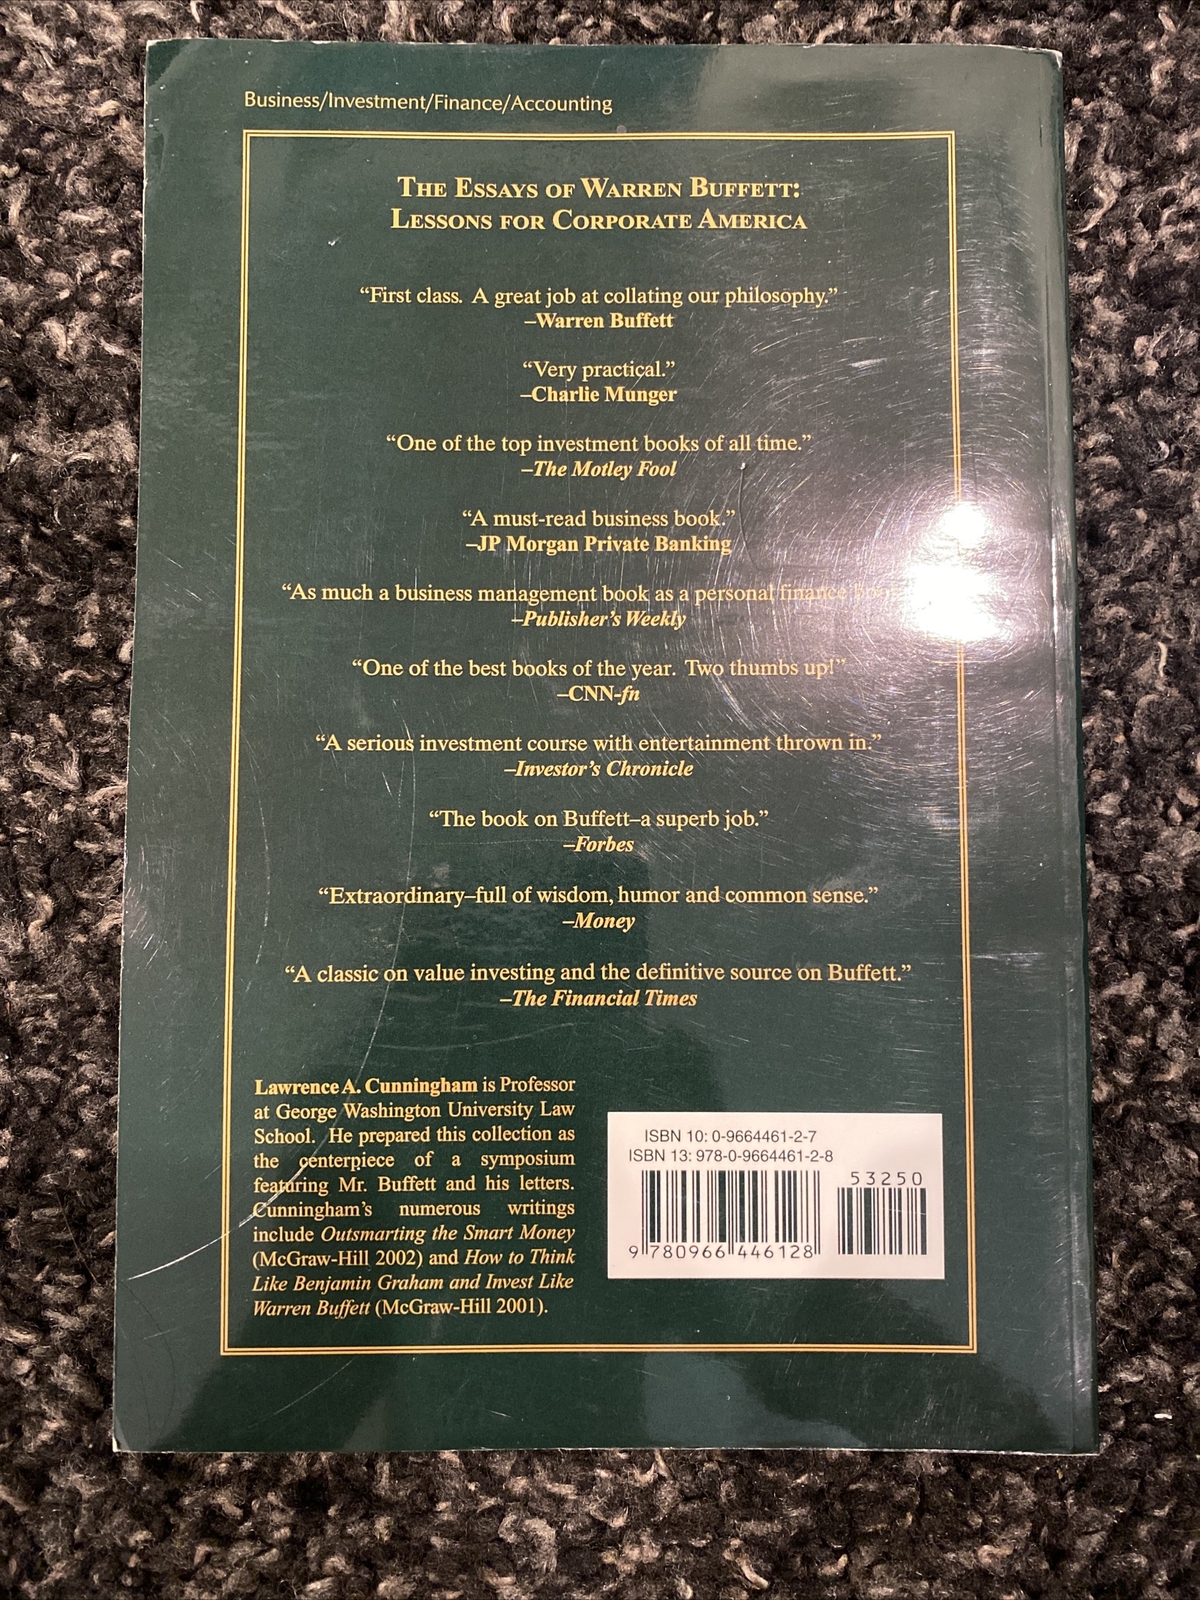 Business/Investment/Finance/Accounting
THE ESSAYS OF WARREN BUFFETT:
LESSONS FOR CORPORATE AMERICA
“First class. A great job at collating our philosophy.”
–Warren Buffett
“Very practical.”
–Charlie Munger
“One of the top investment books of all time.”
–The Motley Fool
“A must-read business book.”
–JP Morgan Private Banking
“As much a business management book as a personal finance
–Publisher’s Weekly
“One of the best books of the year. Two thumbs up!”
–CNN-fn
“A serious investment course with entertainment thrown in.”
–Investor’s Chronicle
“The book on Buffett–a superb job.”
–Forbes
“Extraordinary–full of wisdom, humor and common sense.”
–Money
“A classic on value investing and the definitive source on Buffett.”
–The Financial Times
Lawrence A. Cunningham is Professor
at George Washington University Law
School. He prepared this collection as
the centerpiece of a symposium
featuring Mr. Buffett and his letters.
Cunningham’s numerous writings
include Outsmarting the Smart Money
(McGraw-Hill 2002) and How to Think
Like Benjamin Graham and Invest Like
Warren Buffett (McGraw-Hill 2001).
ISBN 10: 0-9664461-2-7
ISBN 13: 978-0-9664461-2-8
53250
9 780966 446128